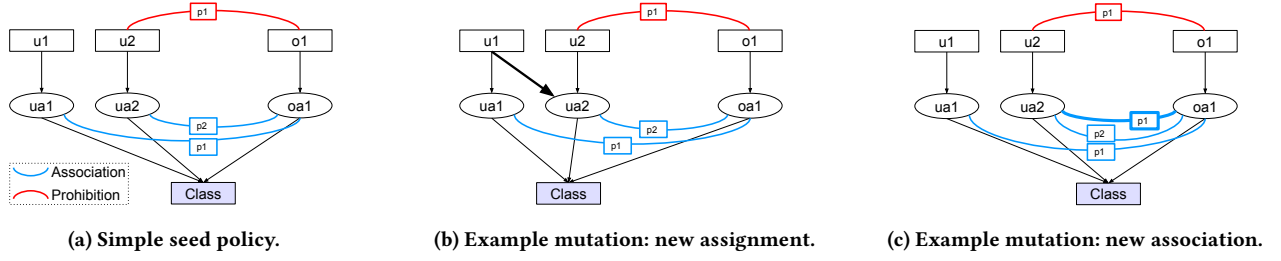 p1
u1 u2 o1
ua1 ua2 oa1
p2
p1
Association
Prohibition
Class
(a) Simple seed policy.
p1
u1 u2 o1
ua1 ua2 oa1
p2
p1
Class
(b) Example mutation: new assignment.
p1
u1 u2 o1
ua1 ua2 oa1
p1
p2
p1
Class
(c) Example mutation: new association.